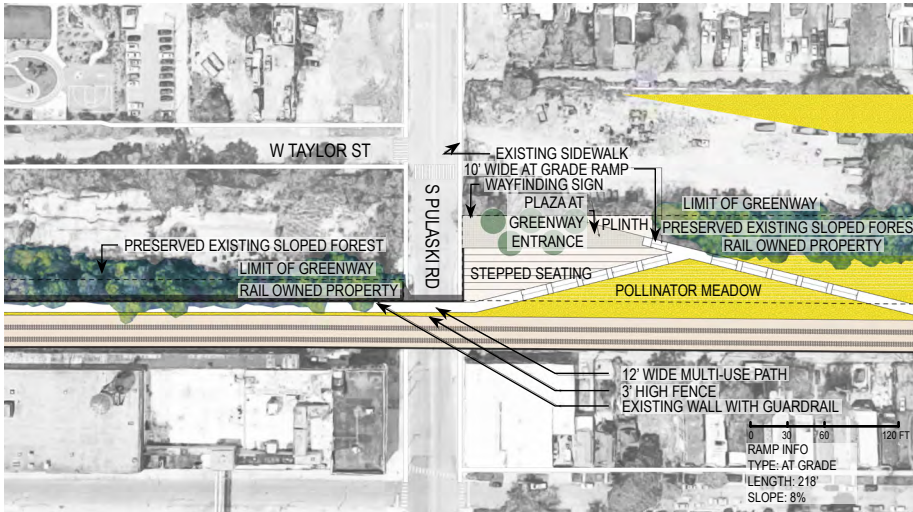 W TAYLOR ST
S PULASKI RD
EXISTING SIDEWALK
10' WIDE AT GRADE RAMP
WAYFINDING SIGN
PLAZA AT
GREENWAY
ENTRANCE
PLINTH
LIMIT OF GREENWAY
PRESERVED EXISTING SLOPED FOREST
RAIL OWNED PROPERTY
PRESERVED EXISTING SLOPED FOREST
LIMIT OF GREENWAY
RAIL OWNED PROPERTY
STEPPED SEATING
POLLINATOR MEADOW
12' WIDE MULTI-USE PATH
3' HIGH FENCE
EXISTING WALL WITH GUARDRAIL
0 30 60 120 FT
RAMP INFO
TYPE: AT GRADE
LENGTH: 218'
SLOPE: 8%